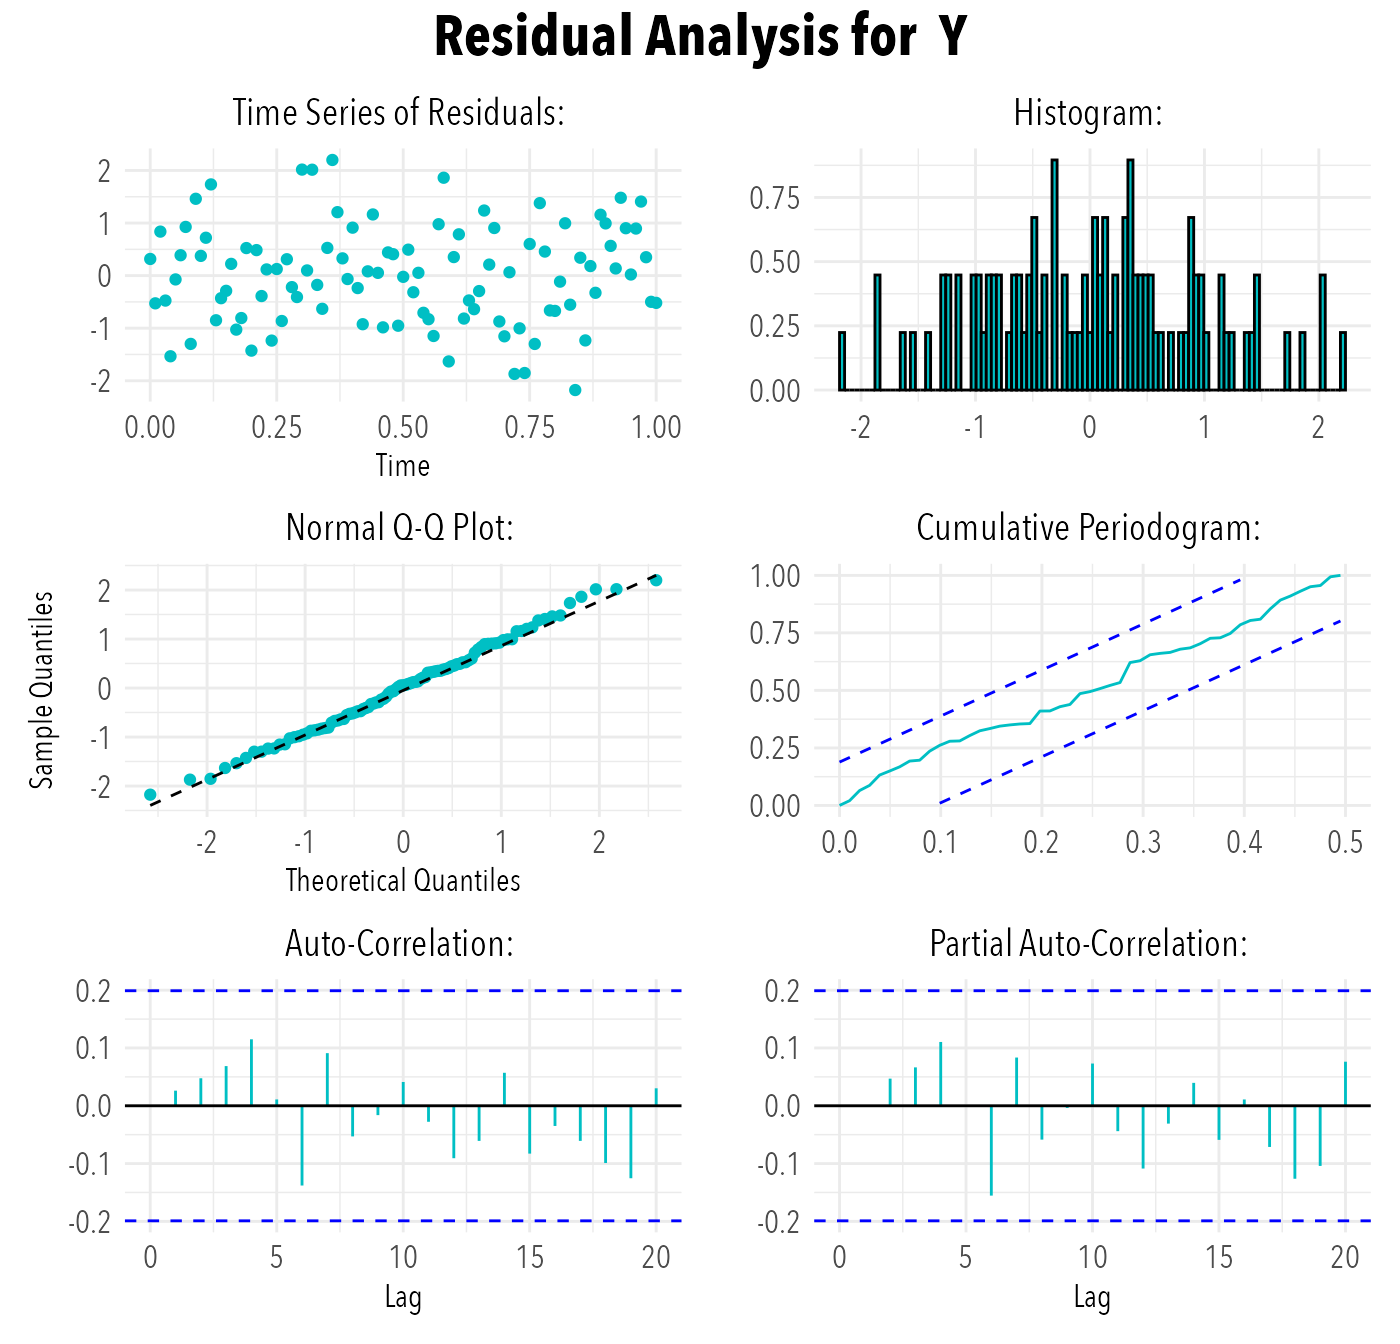 Residual Analysis for Y
Time Series of Residuals:
2
1
0
-1
-2
0.00 0.25 0.50 0.75 1.00
Time
Histogram:
0.75
0.50
0.25
0.00
-2 -1 0 1 2
Normal Q-Q Plot:
Sample Quantiles
2
1
0
-1
-2
-2 -1 0 1 2
Theoretical Quantiles
Cumulative Periodogram:
1.00
0.75
0.50
0.25
0.00
0.0 0.1 0.2 0.3 0.4 0.5
Auto-Correlation:
0.2
0.1
0.0
-0.1
-0.2
0 5 10 15 20
Lag
Partial Auto-Correlation:
0.2
0.1
0.0
-0.1
-0.2
0 5 10 15 20
Lag